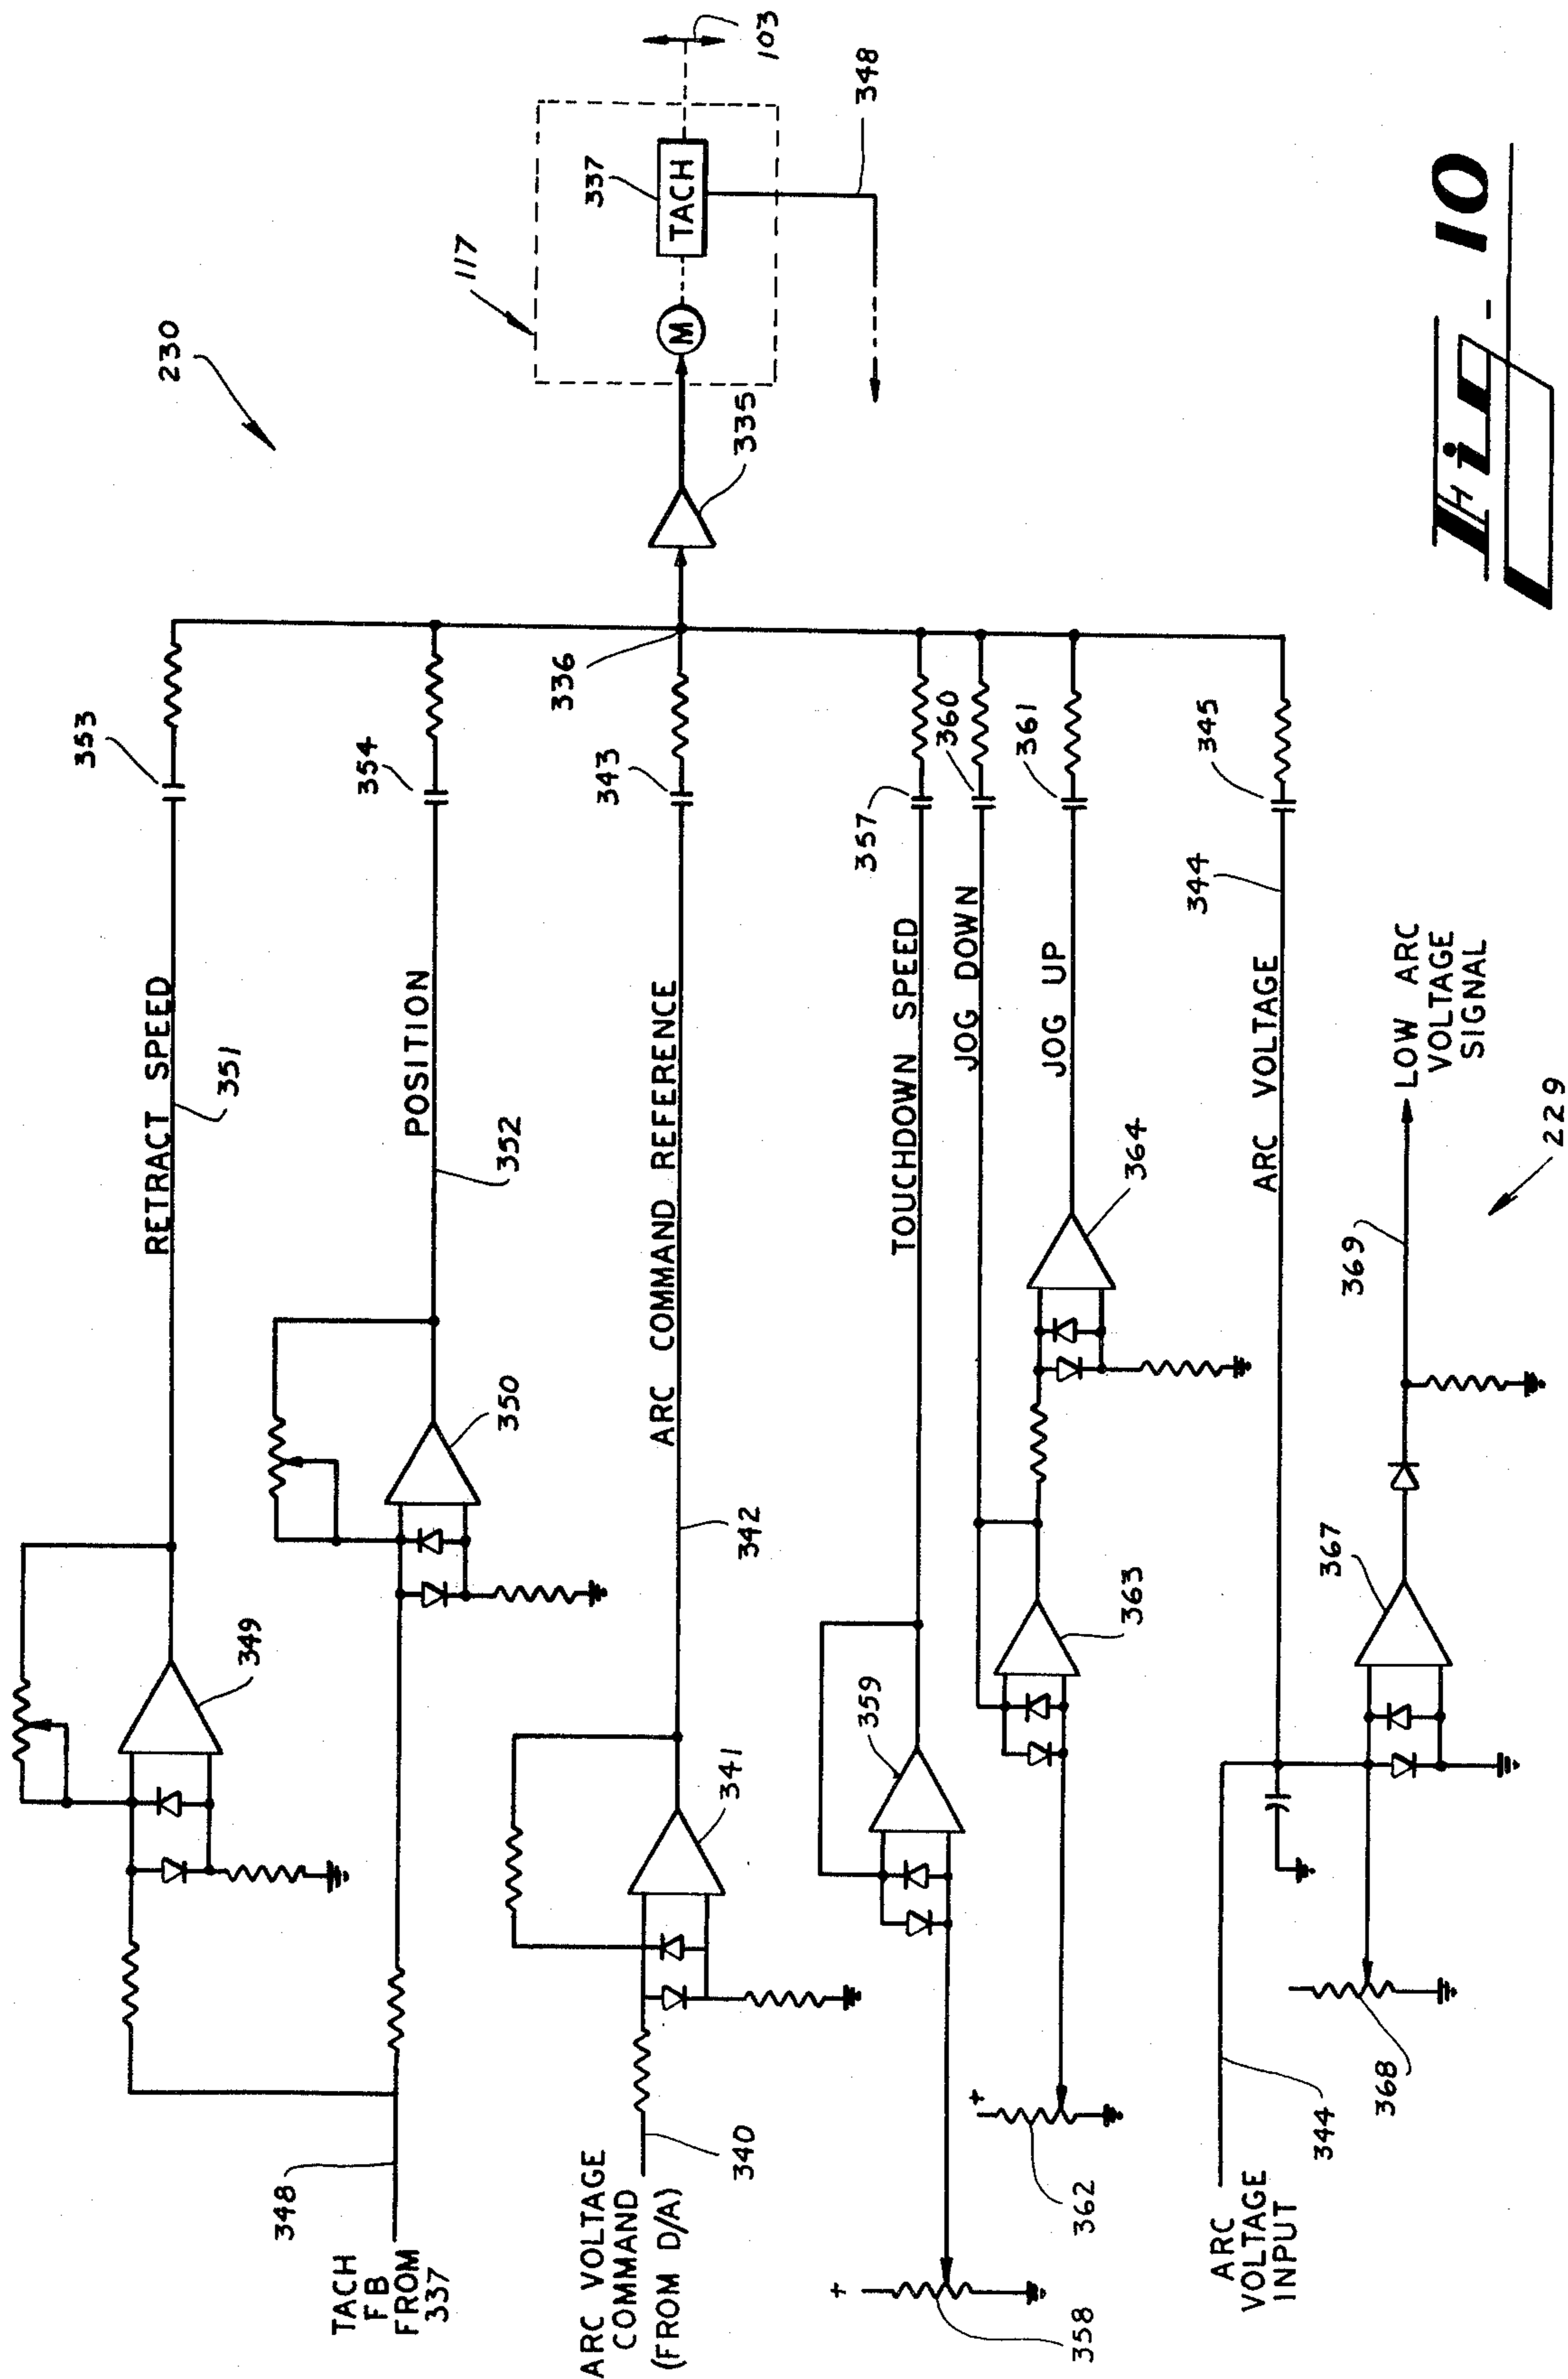 230
117
337
TACH
M
103
348
335
336
353
RETRACT SPEED
351
349
354
POSITION
352
350
348
TACH
FB
FROM
337
343
ARC COMMAND REFERENCE
342
341
ARC VOLTAGE
COMMAND
(FROM D/A)
340
357
TOUCHDOWN SPEED
359
+
358
360
JOG DOWN
361
JOG UP
364
363
+
362
345
344
ARC VOLTAGE
ARC
VOLTAGE
INPUT
344
367
368
369
LOW ARC
VOLTAGE
SIGNAL
229
Fig-10